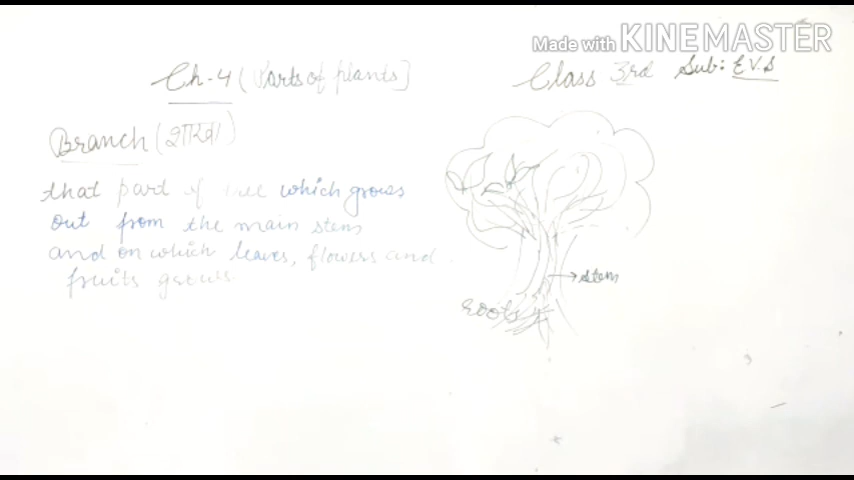 Made with KINEMASTER
Ch-4 (Parts of plants]
Class 3rd Sub: E.V.S
Branch (शाखा)
that part of tree which grows
out from the main stem
and on which leaves, flowers and
fruits grows
stem
roots